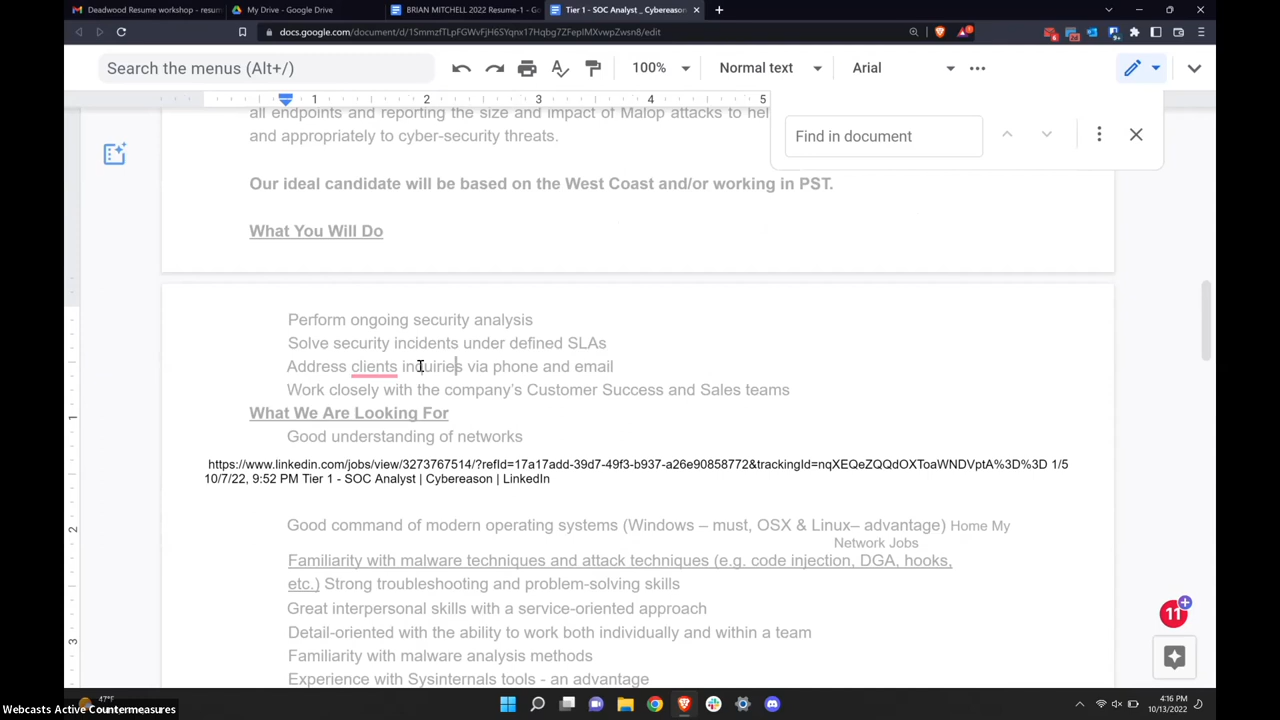 Deadwood Resume workshop - resum
My Drive - Google Drive
BRIAN MITCHELL 2022 Resume-1 - Go
Tier 1 - SOC Analyst _ Cybereason
docs.google.com/document/d/1SmmzfTLpFGWvFjH6SYqnx17Hqbg7ZFepIMXvwpZwsn8/edit
Search the menus (Alt+/)
100%
Normal text
Arial
1 2 3 4 5
all endpoints and reporting the size and impact of Malop attacks to hel
and appropriately to cyber-security threats.
Find in document
Our ideal candidate will be based on the West Coast and/or working in PST.
What You Will Do
Perform ongoing security analysis
Solve security incidents under defined SLAs
Address clients inquiries via phone and email
Work closely with the company's Customer Success and Sales teams
What We Are Looking For
Good understanding of networks
https://www.linkedin.com/jobs/view/3273767514/?refId=17a17add-39d7-49f3-b937-a26e90858772&trackingId=nqXEQeZQQdOXToaWNDVptA%3D%3D 1/5
10/7/22, 9:52 PM Tier 1 - SOC Analyst | Cybereason | LinkedIn
Good command of modern operating systems (Windows – must, OSX & Linux– advantage) Home My
Network Jobs
Familiarity with malware techniques and attack techniques (e.g. code injection, DGA, hooks,
etc.) Strong troubleshooting and problem-solving skills
Great interpersonal skills with a service-oriented approach
Detail-oriented with the ability to work both individually and within a team
Familiarity with malware analysis methods
Experience with Sysinternals tools - an advantage
1
2
3
11
47°F
Webcasts Active Countermeasures
4:16 PM
10/13/2022